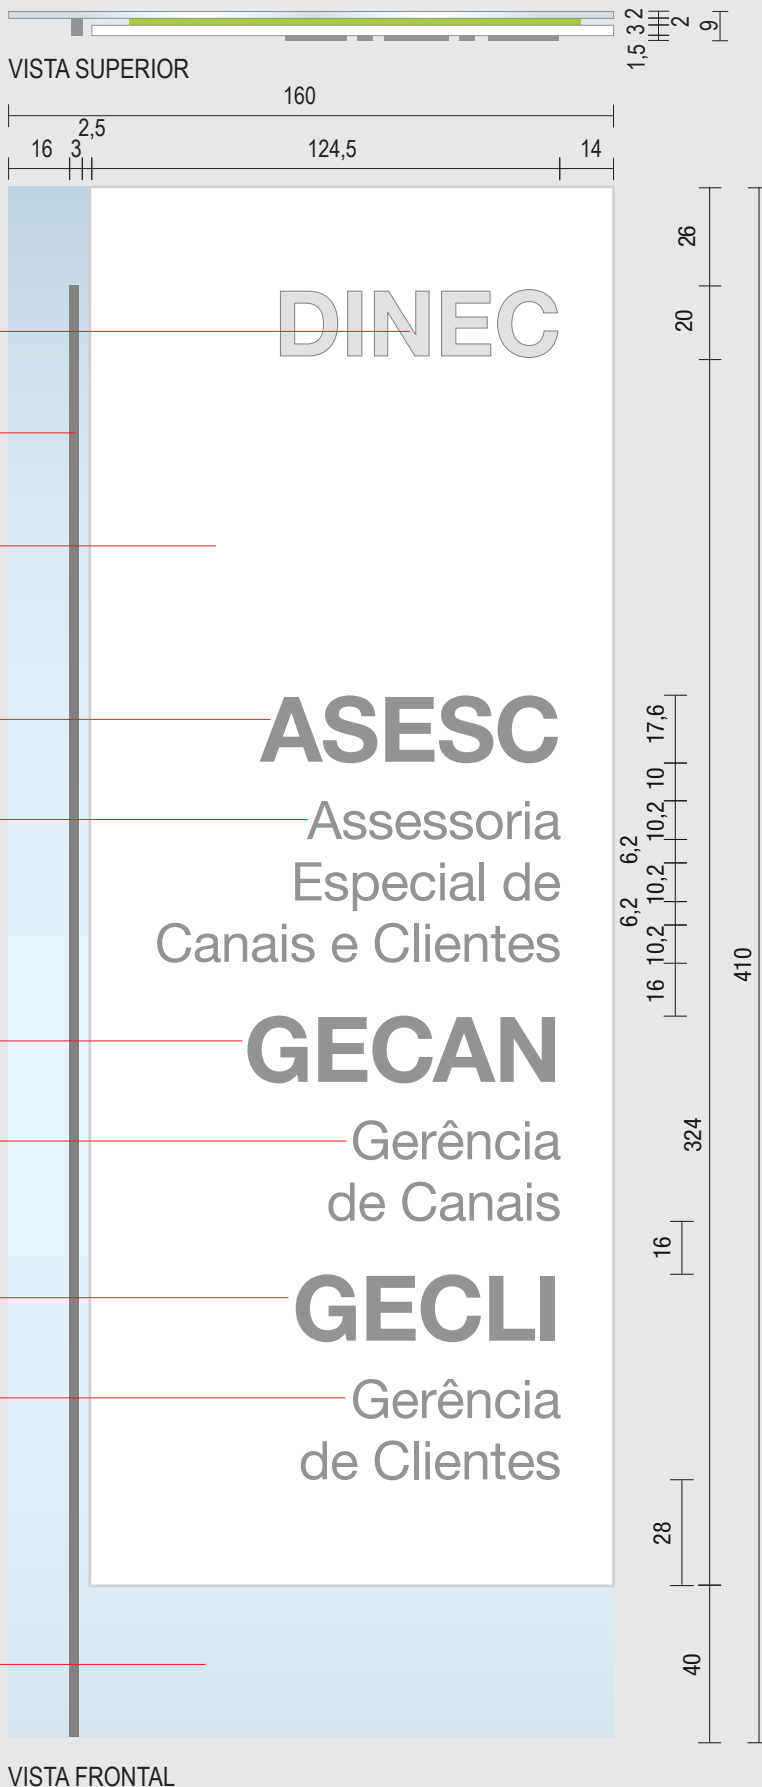 2
3
2
9
1,5
VISTA SUPERIOR
160
2,5
16
3
124,5
14
26
DINEC
20
ASESC
17,6
10
Assessoria
10,2
6,2
Especial de
10,2
6,2
Canais e Clientes
10,2
410
16
GECAN
Gerência
324
de Canais
16
GECLI
Gerência
de Clientes
28
40
VISTA FRONTAL